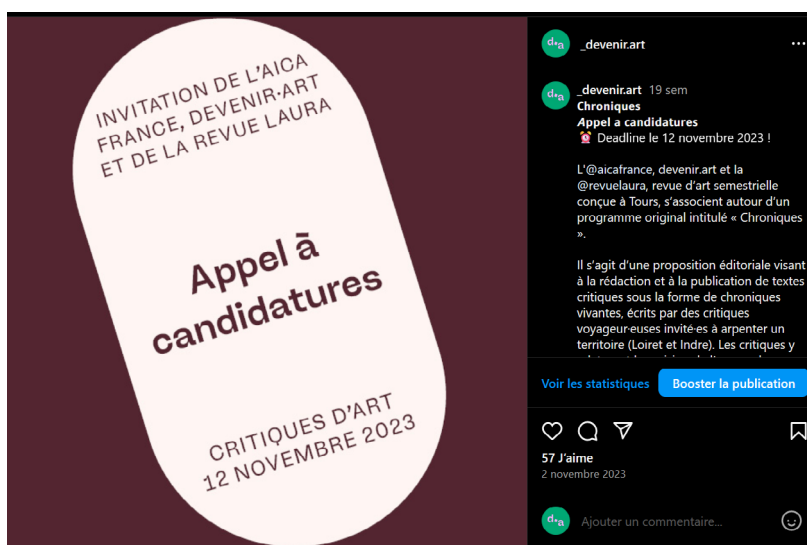 INVITATION DE L'AICA
FRANCE, DEVENIR·ART
ET DE LA REVUE LAURA
Appel à
candidatures
CRITIQUES D'ART
12 NOVEMBRE 2023
d•a
_devenir.art
...
d•a
_devenir.art 19 sem
Chroniques
Appel a candidatures
⏰ Deadline le 12 novembre 2023 !
L'@aicafrance, devenir.art et la
@revuelaura, revue d'art semestrielle
conçue à Tours, s'associent autour d'un
programme original intitulé « Chroniques
».
Il s'agit d'une proposition éditoriale visant
à la rédaction et à la publication de textes
critiques sous la forme de chroniques
vivantes, écrits par des critiques
voyageur·euses invité·es à arpenter un
territoire (Loiret et Indre). Les critiques y
Voir les statistiques
Booster la publication
57 J'aime
2 novembre 2023
d•a
Ajouter un commentaire...